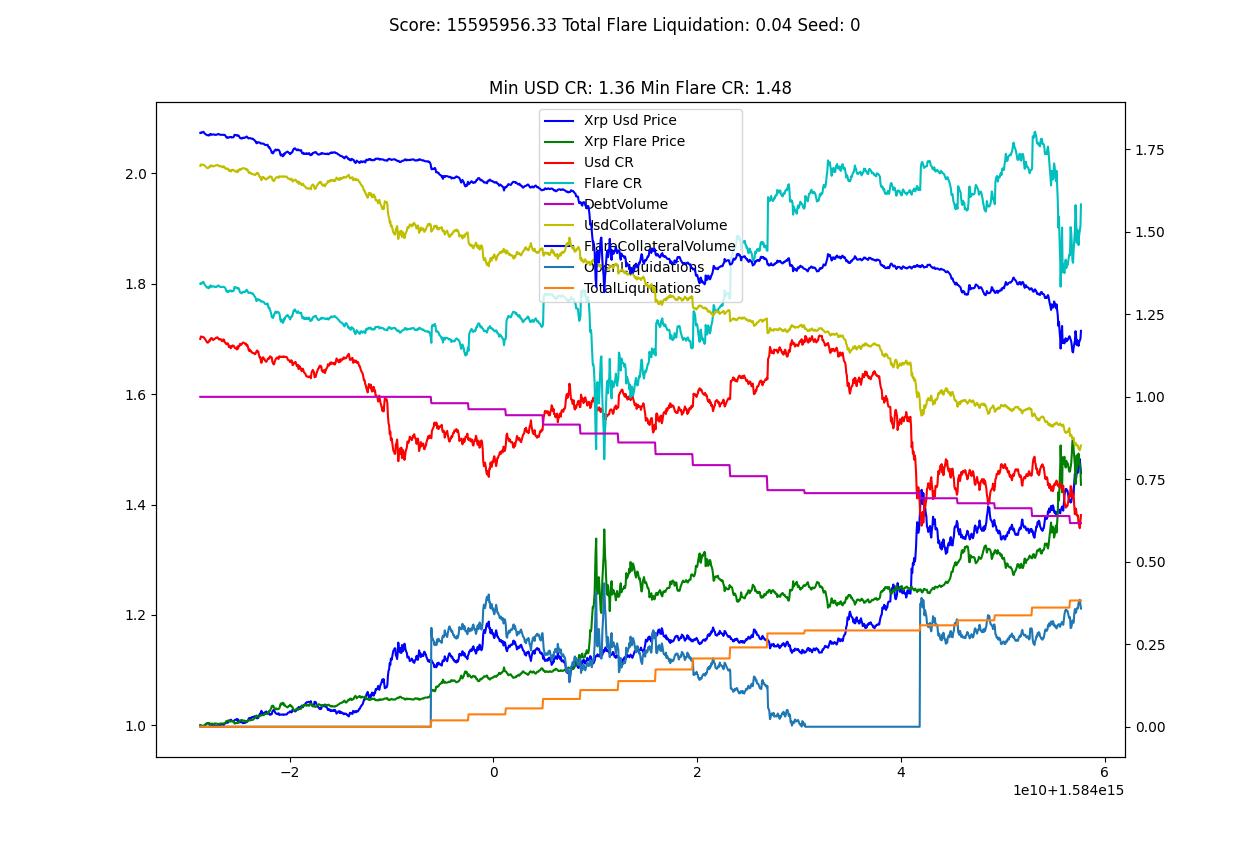 Score: 15595956.33 Total Flare Liquidation: 0.04 Seed: 0
Min USD CR: 1.36 Min Flare CR: 1.48
Xrp Usd Price
Xrp Flare Price
Usd CR
Flare CR
DebtVolume
UsdCollateralVolume
FlareCollateralVolume
Liquidations
TotalLiquidations
2.0
1.8
1.6
1.4
1.2
1.0
1.75
1.50
1.25
1.00
0.75
0.50
0.25
0.00
−2
0
2
4
6
1e10+1.584e15